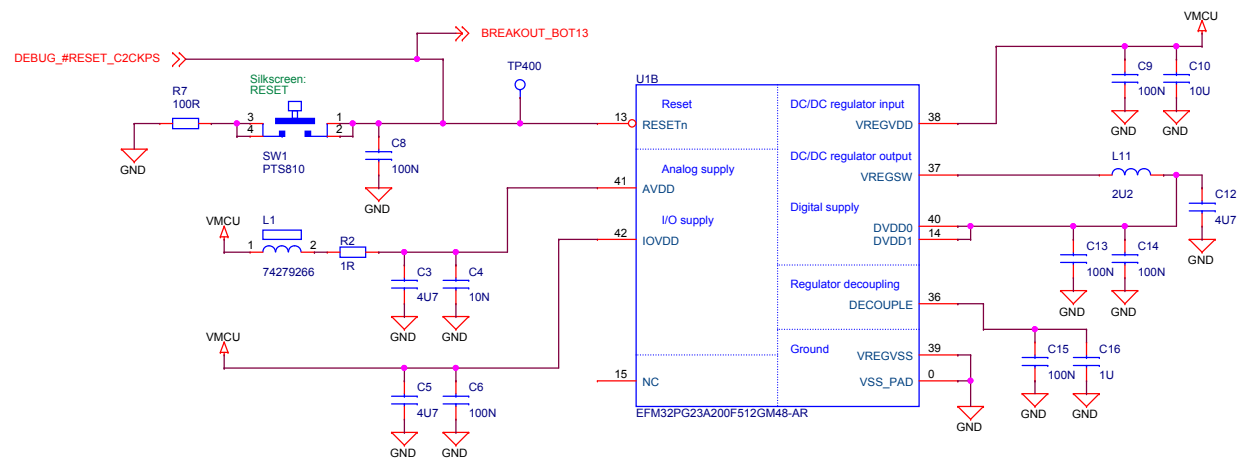 BREAKOUT_BOT13
DEBUG_#RESET_C2CKPS
Silkscreen:
RESET
R7
100R
3
4
1
2
SW1
PTS810
GND
C8
100N
GND
TP400
VMCU
L1
1
2
74279266
R2
1R
C3
4U7
GND
C4
10N
GND
VMCU
C5
4U7
GND
C6
100N
GND
U1B
Reset
13
RESETn
Analog supply
41
AVDD
I/O supply
42
IOVDD
15
NC
DC/DC regulator input
VREGVDD
38
DC/DC regulator output
VREGSW
37
Digital supply
DVDD0
40
DVDD1
14
Regulator decoupling
DECOUPLE
36
Ground
VREGVSS
39
VSS_PAD
0
EFM32PG23A200F512GM48-AR
VMCU
C9
100N
GND
C10
10U
GND
L11
2U2
C12
4U7
GND
C13
100N
GND
C14
100N
GND
C15
100N
GND
C16
1U
GND
GND